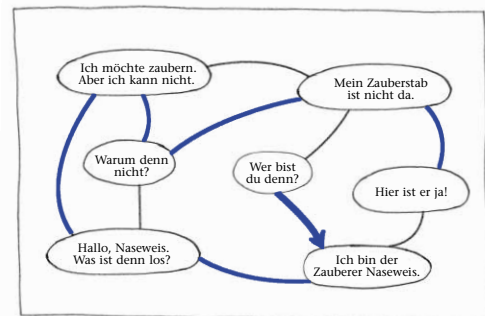 Ich möchte zaubern.
Aber ich kann nicht.
Mein Zauberstab
ist nicht da.
Warum denn
nicht?
Wer bist
du denn?
Hier ist er ja!
Hallo, Naseweis.
Was ist denn los?
Ich bin der
Zauberer Naseweis.